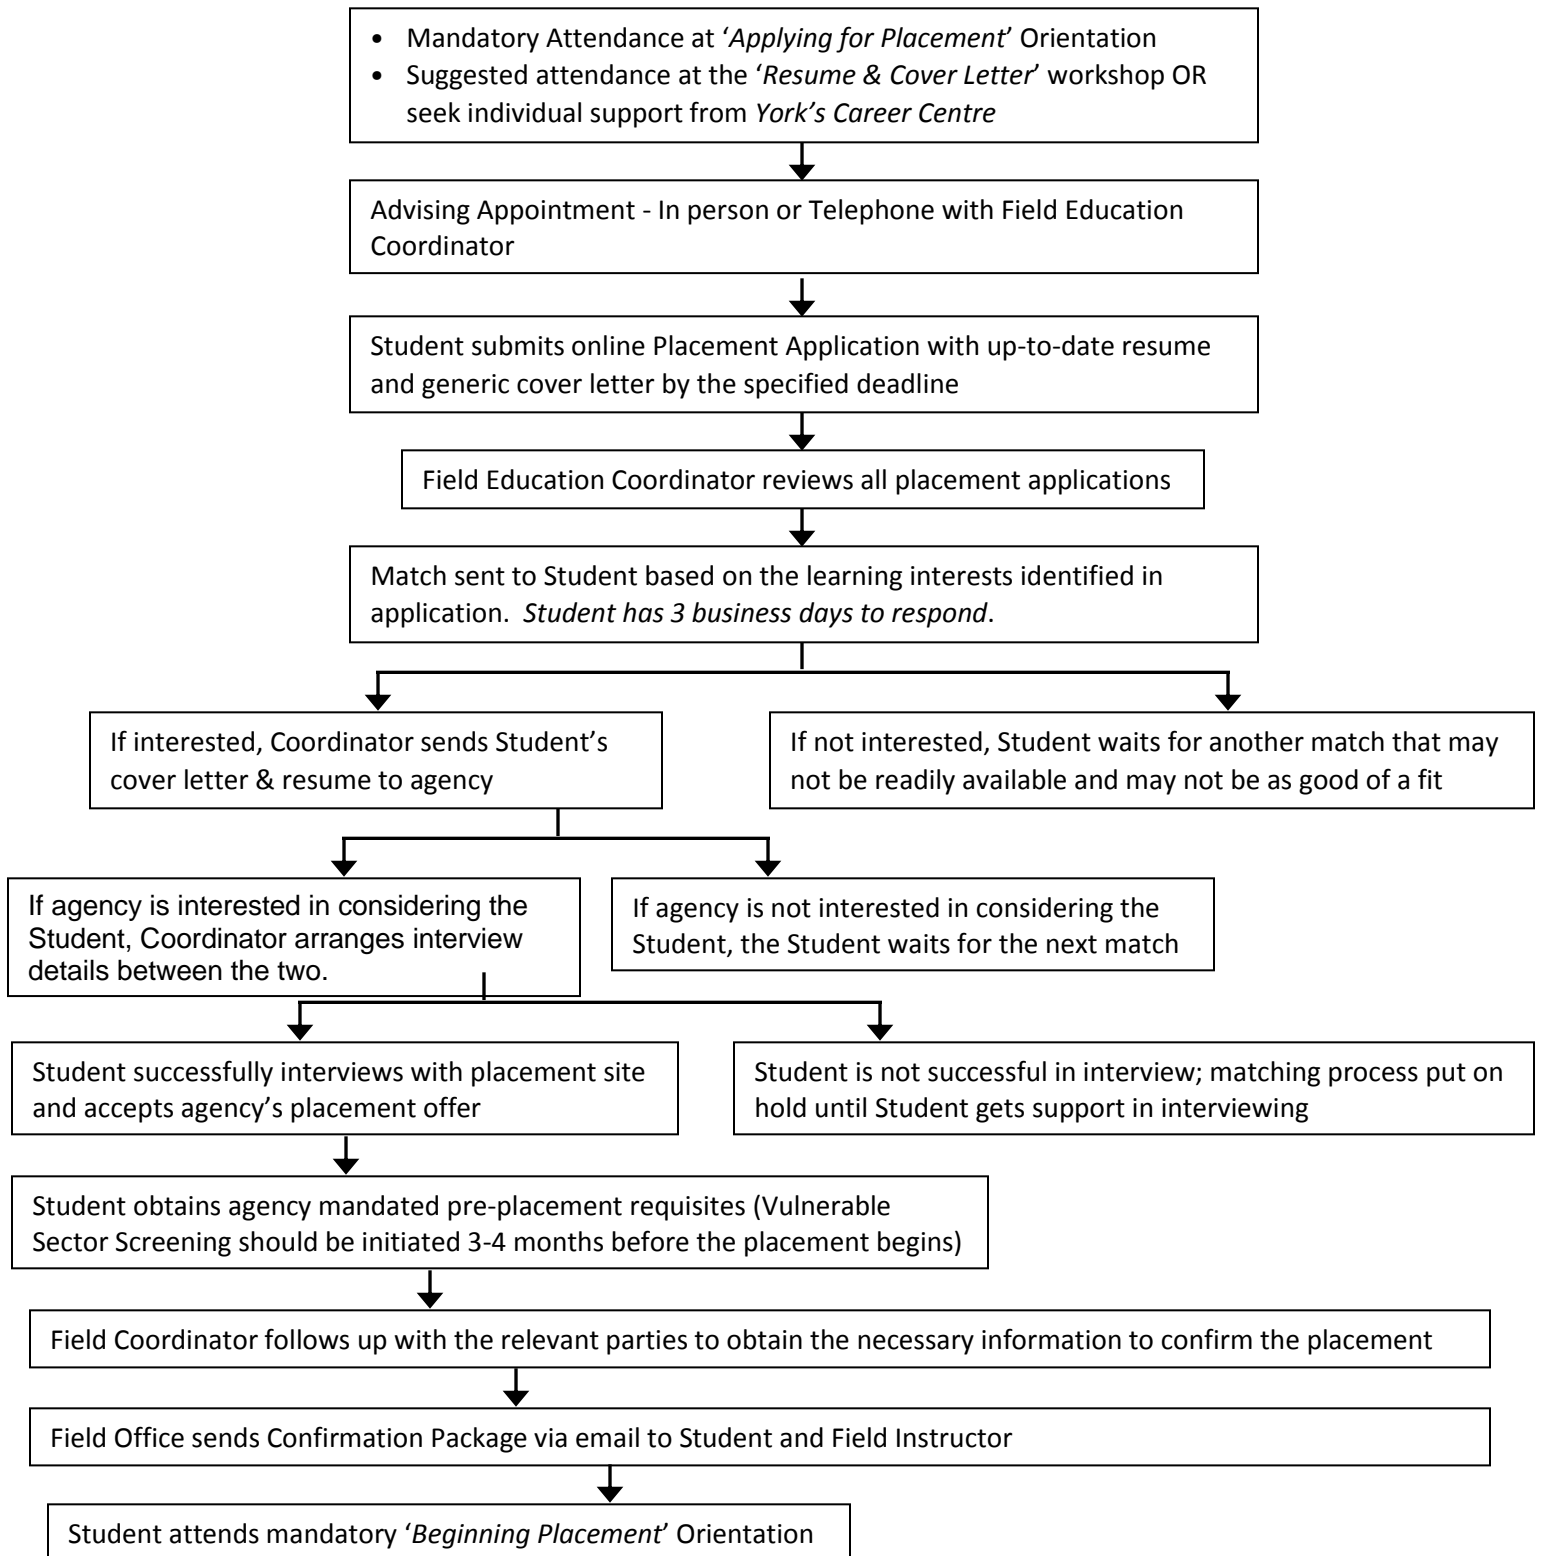 • Mandatory Attendance at ‘Applying for Placement’ Orientation
• Suggested attendance at the ‘Resume & Cover Letter’ workshop OR
seek individual support from York’s Career Centre
Advising Appointment - In person or Telephone with Field Education
Coordinator
Student submits online Placement Application with up-to-date resume
and generic cover letter by the specified deadline
Field Education Coordinator reviews all placement applications
Match sent to Student based on the learning interests identified in
application.  Student has 3 business days to respond.
If interested, Coordinator sends Student’s
cover letter & resume to agency
If not interested, Student waits for another match that may
not be readily available and may not be as good of a fit
If agency is interested in considering the
Student, Coordinator arranges interview
details between the two.
If agency is not interested in considering the
Student, the Student waits for the next match
Student successfully interviews with placement site
and accepts agency’s placement offer
Student is not successful in interview; matching process put on
hold until Student gets support in interviewing
Student obtains agency mandated pre-placement requisites (Vulnerable
Sector Screening should be initiated 3-4 months before the placement begins)
Field Coordinator follows up with the relevant parties to obtain the necessary information to confirm the placement
Field Office sends Confirmation Package via email to Student and Field Instructor
Student attends mandatory ‘Beginning Placement’ Orientation